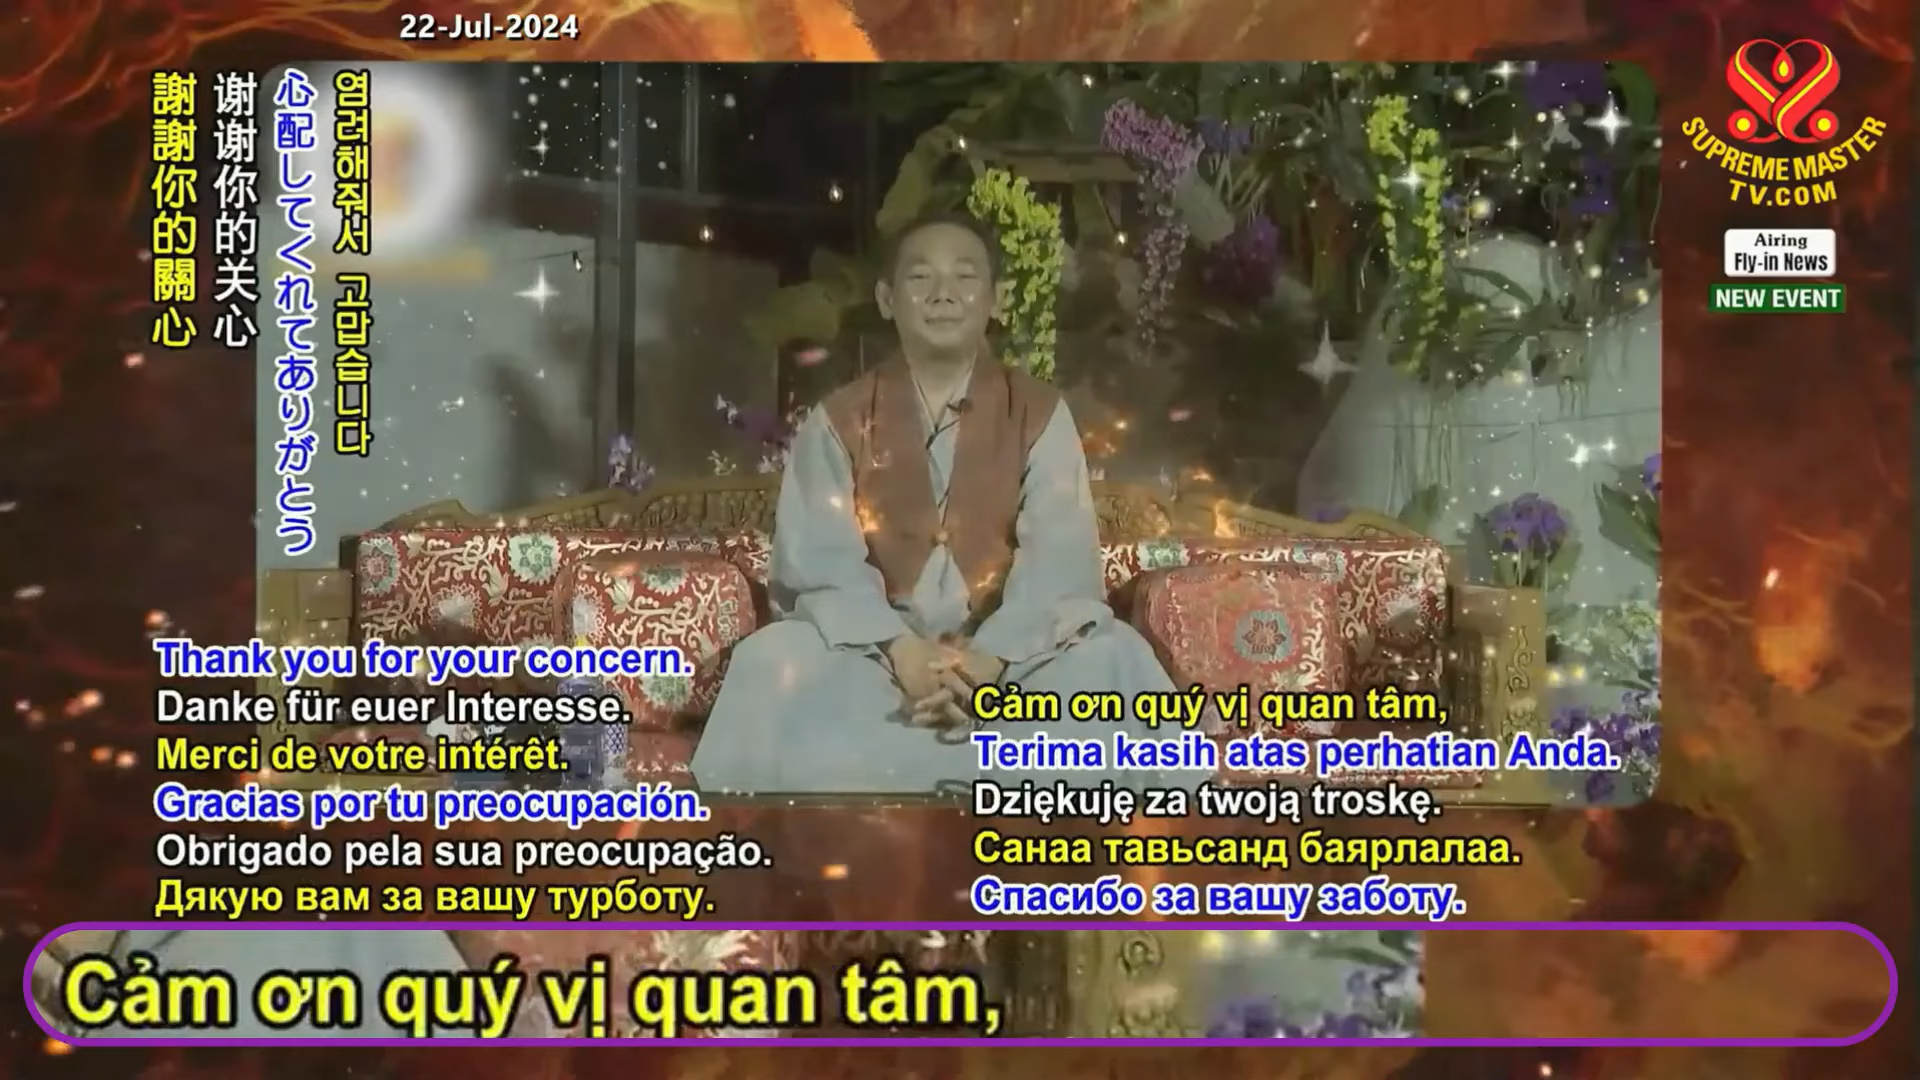 22-Jul-2024
謝謝你的關心
谢谢你的关心
心配してくれてありがとう
염려해줘서 고맙습니다
SUPREME MASTER
TV.COM
Airing
Fly-in News
NEW EVENT
Thank you for your concern.
Danke für euer Interesse.
Merci de votre intérêt.
Gracias por tu preocupación.
Obrigado pela sua preocupação.
Дякую вам за вашу турботу.
Cảm ơn quý vị quan tâm,
Terima kasih atas perhatian Anda.
Dziękuję za twoją troskę.
Санаа тавьсанд баярлалаа.
Спасибо за вашу заботу.
Cảm ơn quý vị quan tâm,